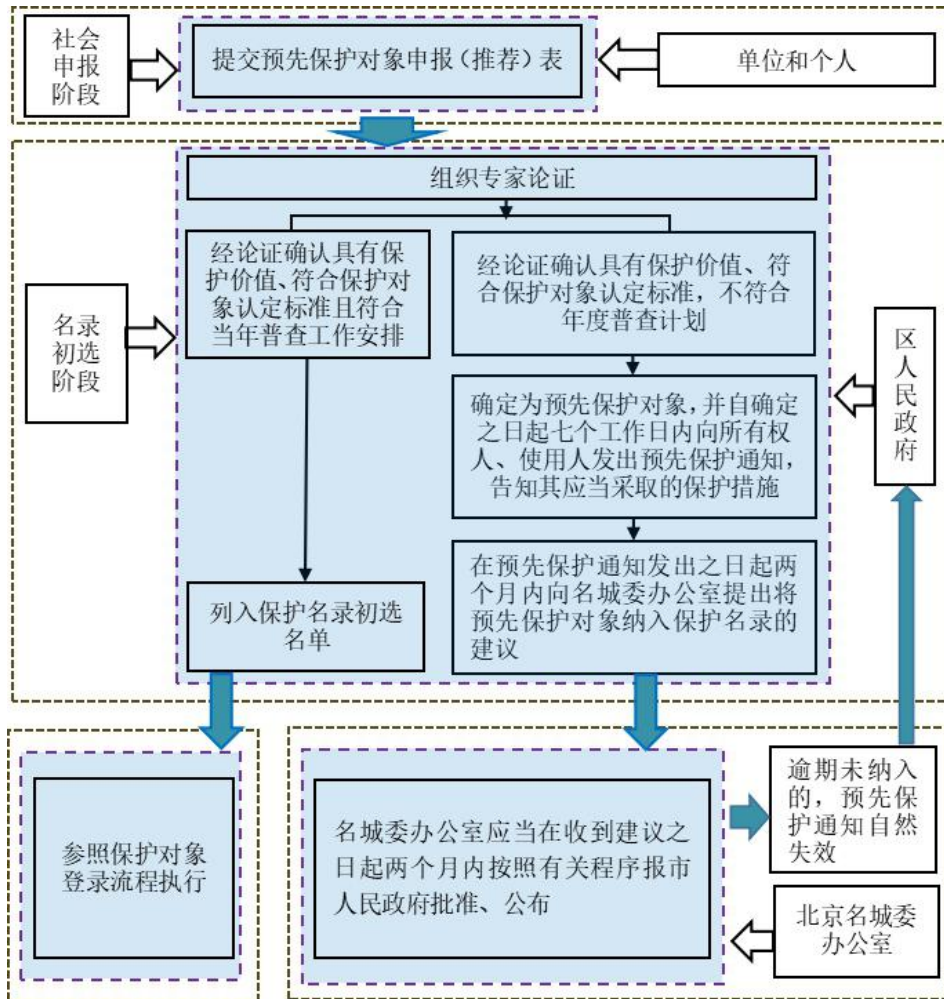 社会
申报
阶段
提交预先保护对象申报（推荐）表
单位和个人
组织专家论证
经论证确认具有保
护价值、符合保护对
象认定标准且符合
当年普查工作安排
经论证确认具有保护价值、符
合保护对象认定标准，不符合
年度普查计划
名录
初选
阶段
区
人
民
政
府
确定为预先保护对象，并自确定
之日起七个工作日内向所有权
人、使用人发出预先保护通知，
告知其应当采取的保护措施
列入保护名录初选
名单
在预先保护通知发出之日起两
个月内向名城委办公室提出将
预先保护对象纳入保护名录的
建议
参照保护对象
登录流程执行
名城委办公室应当在收到建议之
日起两个月内按照有关程序报市
人民政府批准、公布
逾期未纳入
的，预先保
护通知自然
失效
北京名城委
办公室